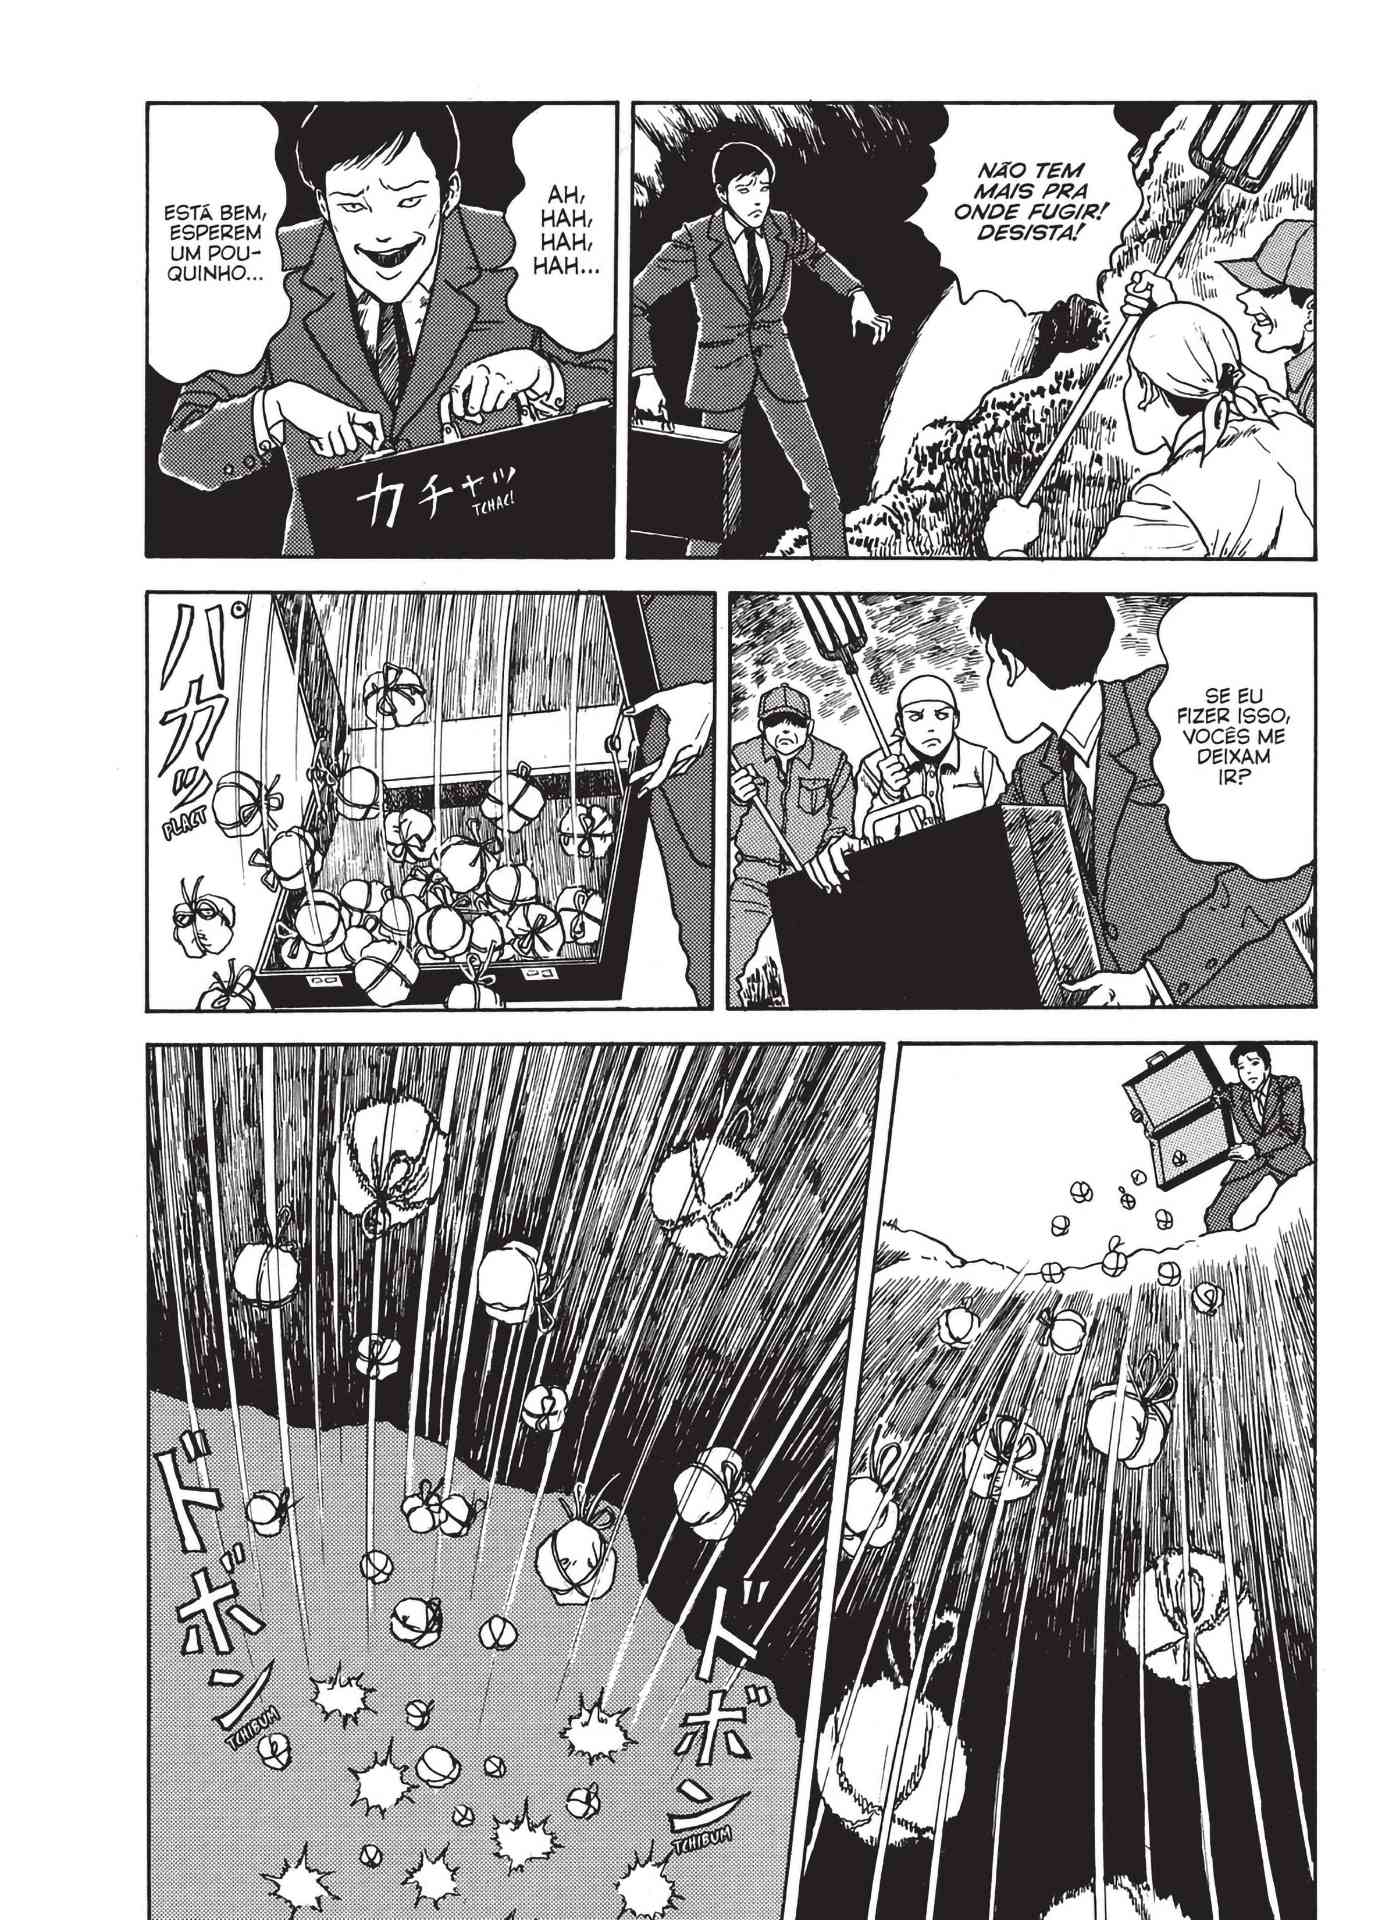 NÃO TEM
MAIS PRA
ONDE FUGIR!
DESISTA!
AH,
HAH,
HAH,
HAH...
ESTÁ BEM,
ESPEREM
UM POU-
QUINHO...
カチャッ
TCHAC!
SE EU
FIZER ISSO,
VOCÊS ME
DEIXAM
IR?
パカッ
PLACT
ドボン
TCHIBUM
ドボン
TCHIBUM